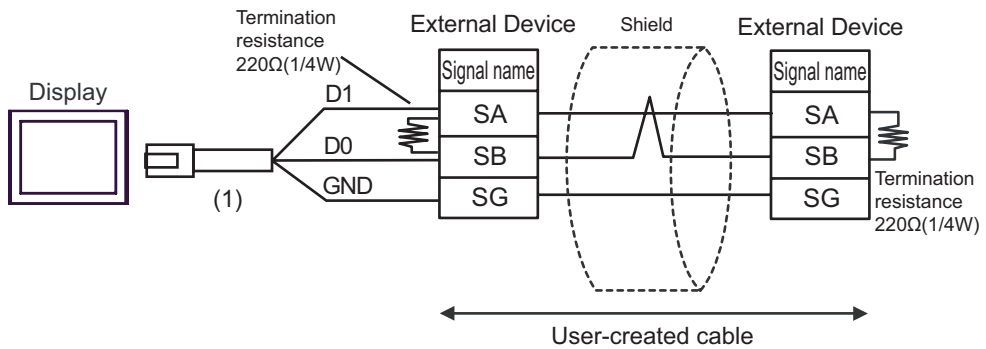 Termination
resistance
220Ω(1/4W)
External Device
Shield
External Device
Display
Signal name
Signal name
D1
SA
SA
D0
SB
SB
GND
SG
SG
(1)
Termination
resistance
220Ω(1/4W)
User-created cable